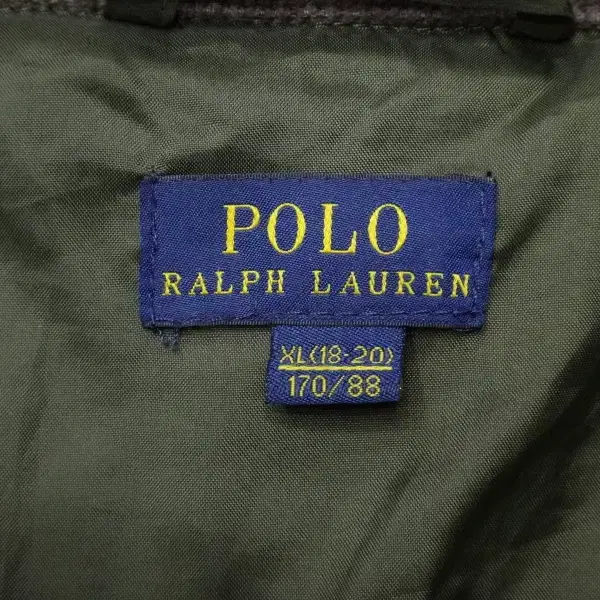 POLO
RALPH LAUREN
XL(18-20)
170/88